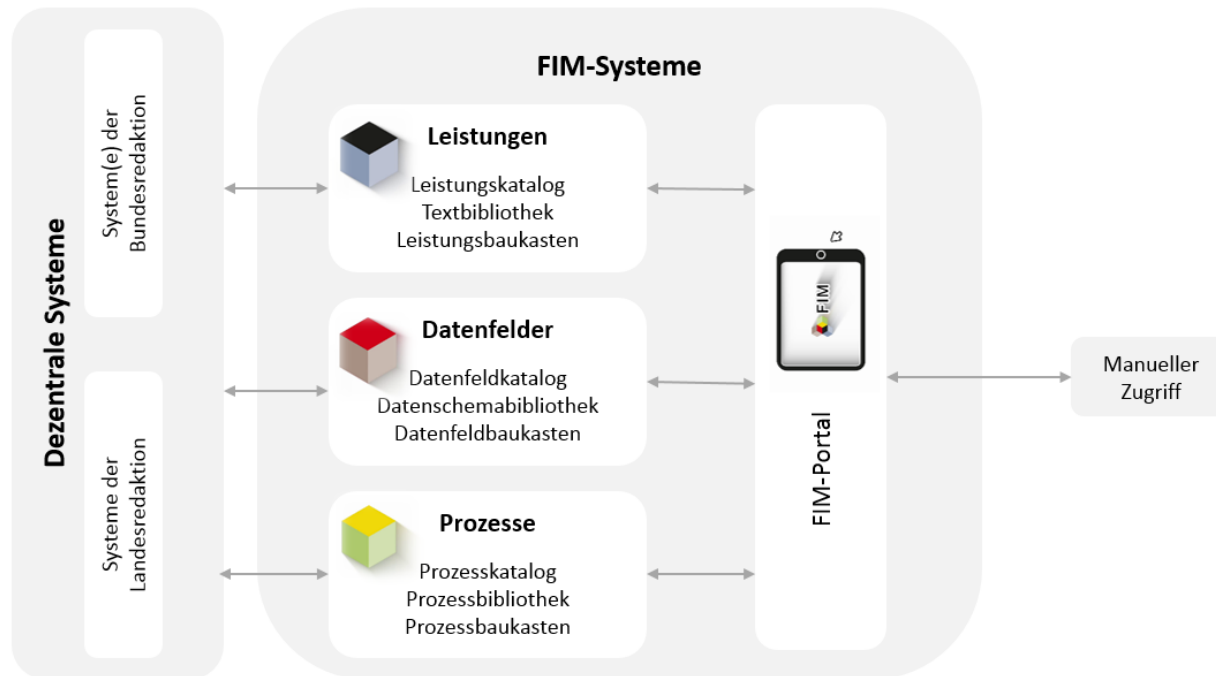 Dezentrale Systeme
System(e) der
Bundesredaktion
Systeme der
Landesredaktion
FIM-Systeme
Leistungen
Leistungskatalog
Textbibliothek
Leistungsbaukasten
Datenfelder
Datenfeldkatalog
Datenschemabibliothek
Datenfeldbaukasten
Prozesse
Prozesskatalog
Prozessbibliothek
Prozessbaukasten
FIM
FIM-Portal
Manueller
Zugriff